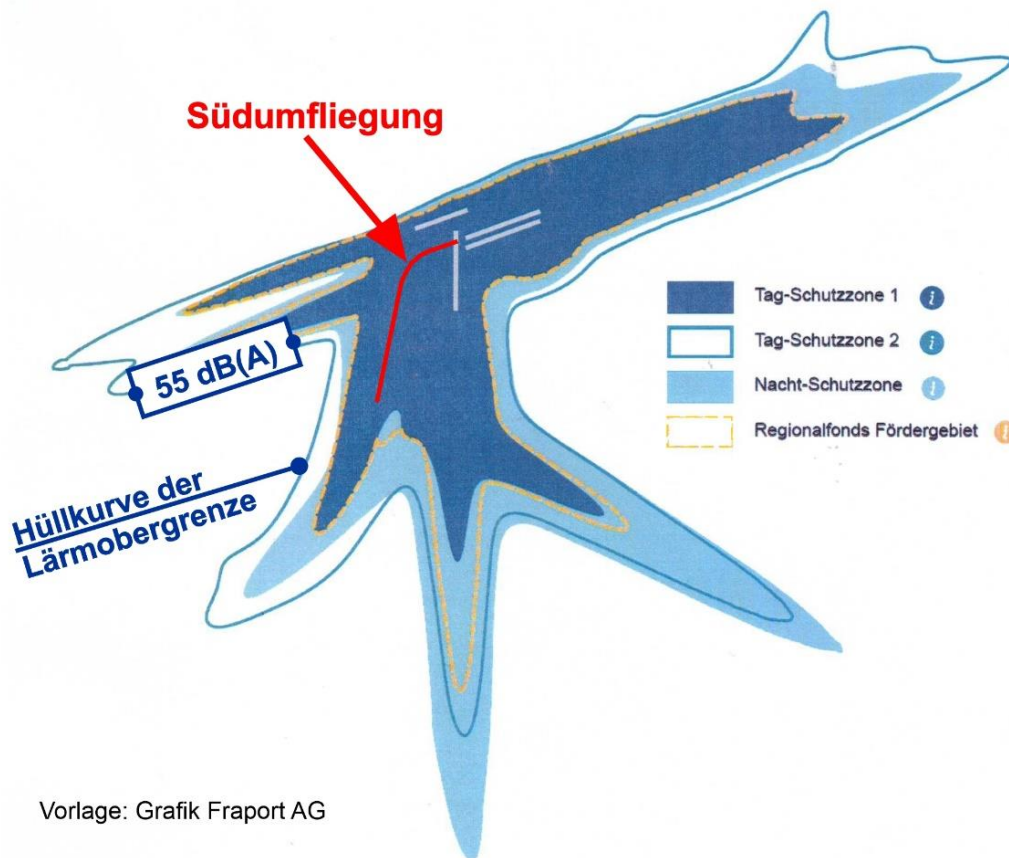 Südumfliegung
Tag-Schutzzone 1 i
Tag-Schutzzone 2 i
Nacht-Schutzzone i
Regionalfonds Fördergebiet i
55 dB(A)
Hüllkurve der
Lärmobergrenze
Vorlage: Grafik Fraport AG